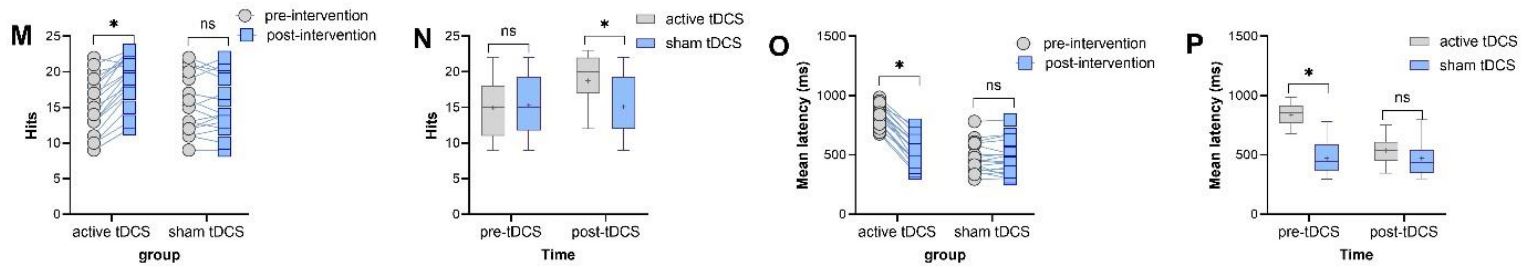 M
* ns
pre-intervention
post-intervention
25
20
15
10
5
0
Hits
active tDCS sham tDCS
group
N
ns *
active tDCS
sham tDCS
25
20
15
10
5
0
Hits
pre-tDCS post-tDCS
Time
O
* ns
pre-intervention
post-intervention
1500
1000
500
0
Mean latency (ms)
active tDCS sham tDCS
group
P
* ns
active tDCS
sham tDCS
1500
1000
500
0
Mean latency (ms)
pre-tDCS post-tDCS
Time